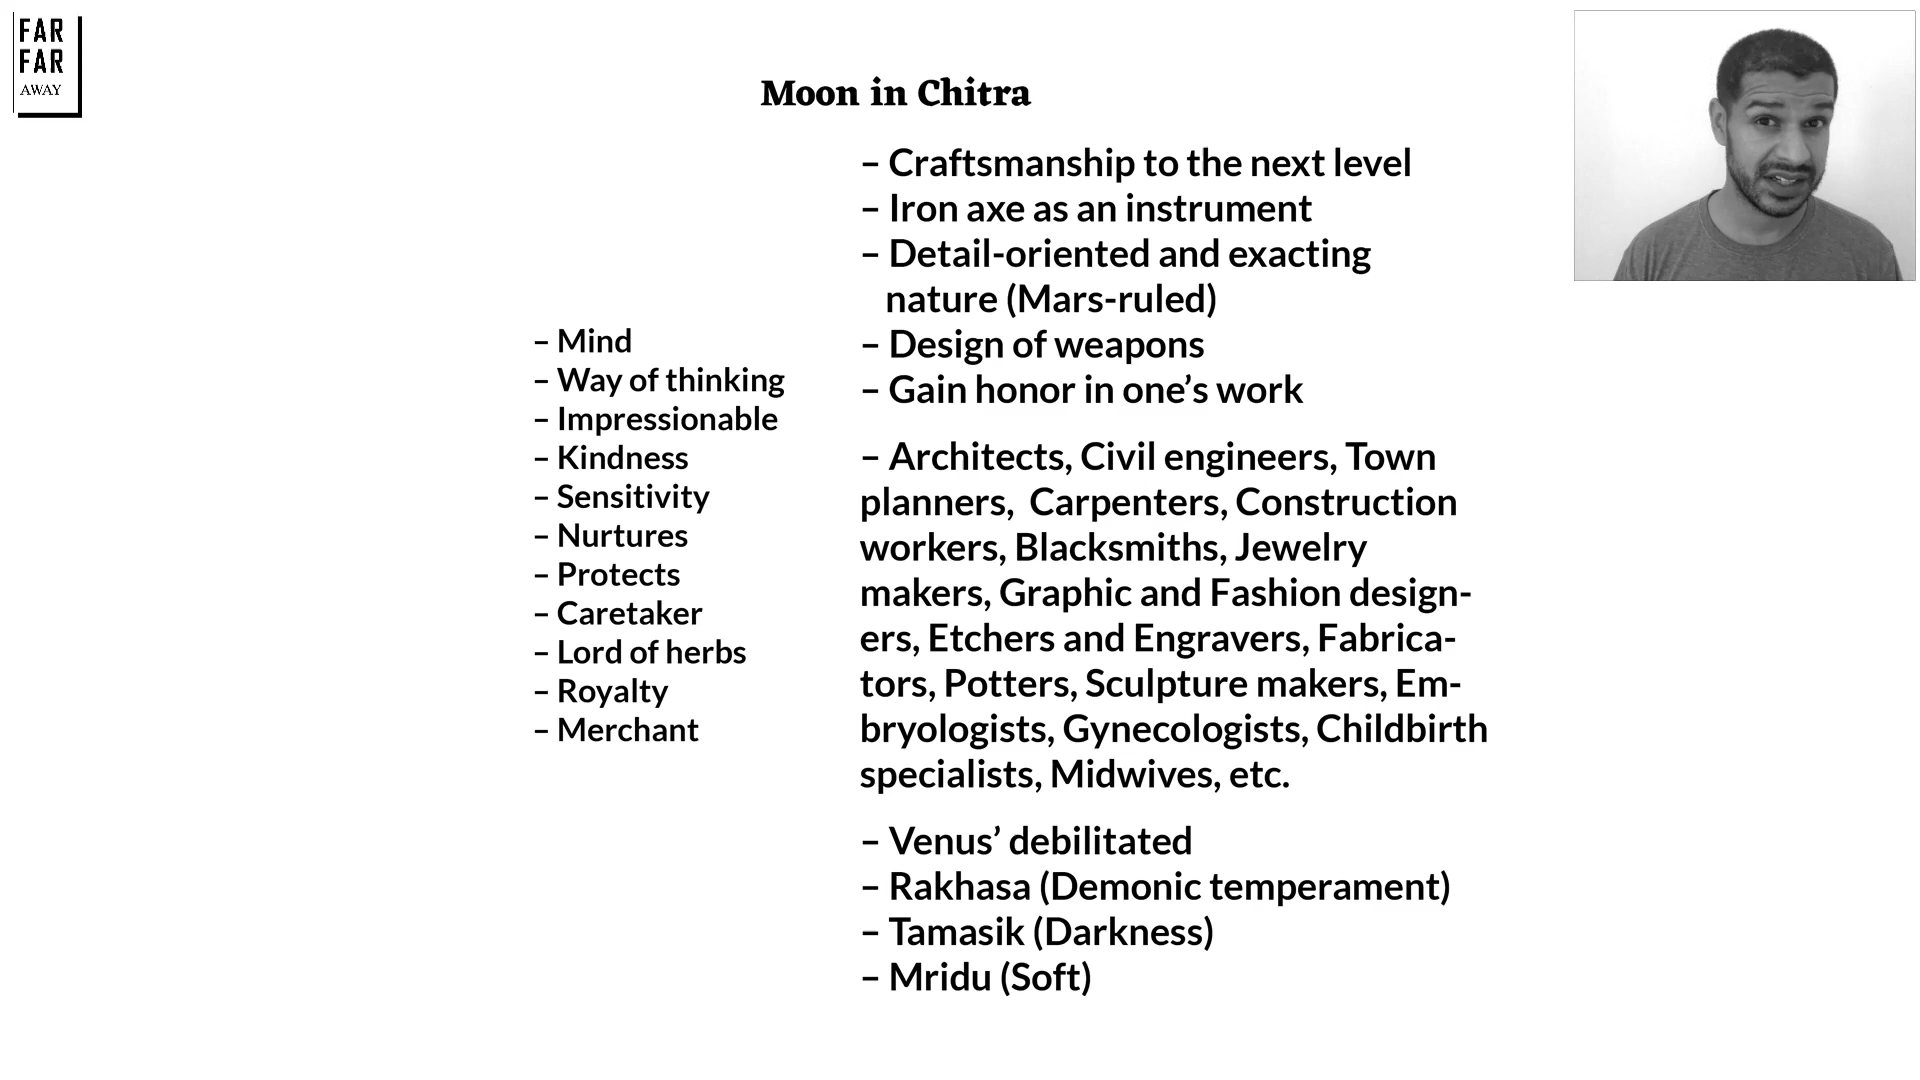 FAR
FAR
AWAY
Moon in Chitra
– Mind
– Way of thinking
– Impressionable
– Kindness
– Sensitivity
– Nurtures
– Protects
– Caretaker
– Lord of herbs
– Royalty
– Merchant
– Craftsmanship to the next level
– Iron axe as an instrument
– Detail-oriented and exacting
nature (Mars-ruled)
– Design of weapons
– Gain honor in one’s work
– Architects, Civil engineers, Town
planners, Carpenters, Construction
workers, Blacksmiths, Jewelry
makers, Graphic and Fashion design-
ers, Etchers and Engravers, Fabrica-
tors, Potters, Sculpture makers, Em-
bryologists, Gynecologists, Childbirth
specialists, Midwives, etc.
– Venus’ debilitated
– Rakhasa (Demonic temperament)
– Tamasik (Darkness)
– Mridu (Soft)